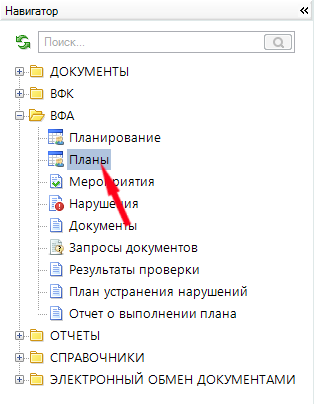 Навигатор
Поиск...
ДОКУМЕНТЫ
ВФК
ВФА
Планирование
Планы
Мероприятия
Нарушения
Документы
Запросы документов
Результаты проверки
План устранения нарушений
Отчет о выполнении плана
ОТЧЕТЫ
СПРАВОЧНИКИ
ЭЛЕКТРОННЫЙ ОБМЕН ДОКУМЕНТАМИ